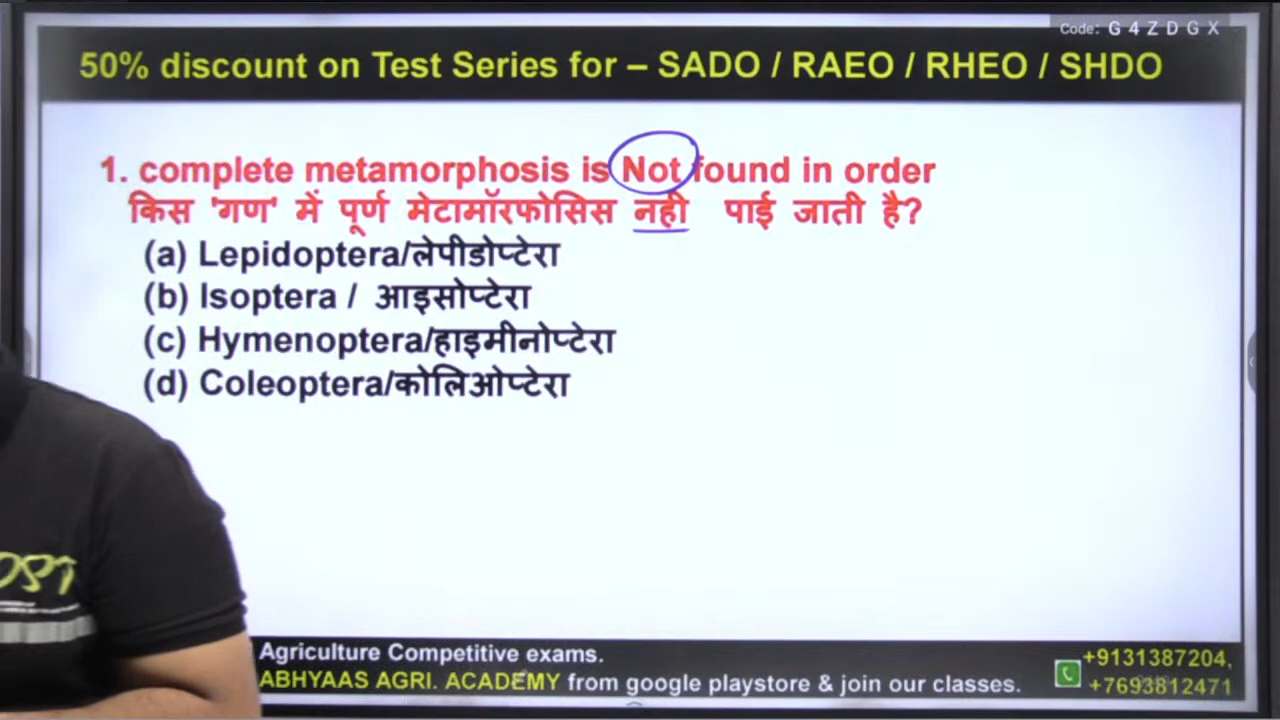 Code: G 4 Z D G X
50% discount on Test Series for – SADO / RAEO / RHEO / SHDO
1. complete metamorphosis is Not found in order
किस 'गण' में पूर्ण मेटामॉरफोसिस नही पाई जाती है?
(a) Lepidoptera/लेपीडोप्टेरा
(b) Isoptera / आइसोप्टेरा
(c) Hymenoptera/हाइमीनोप्टेरा
(d) Coleoptera/कोलिओप्टेरा
Agriculture Competitive exams.
ABHYAAS AGRI. ACADEMY from google playstore & join our classes.
+9131387204,
+7693812471